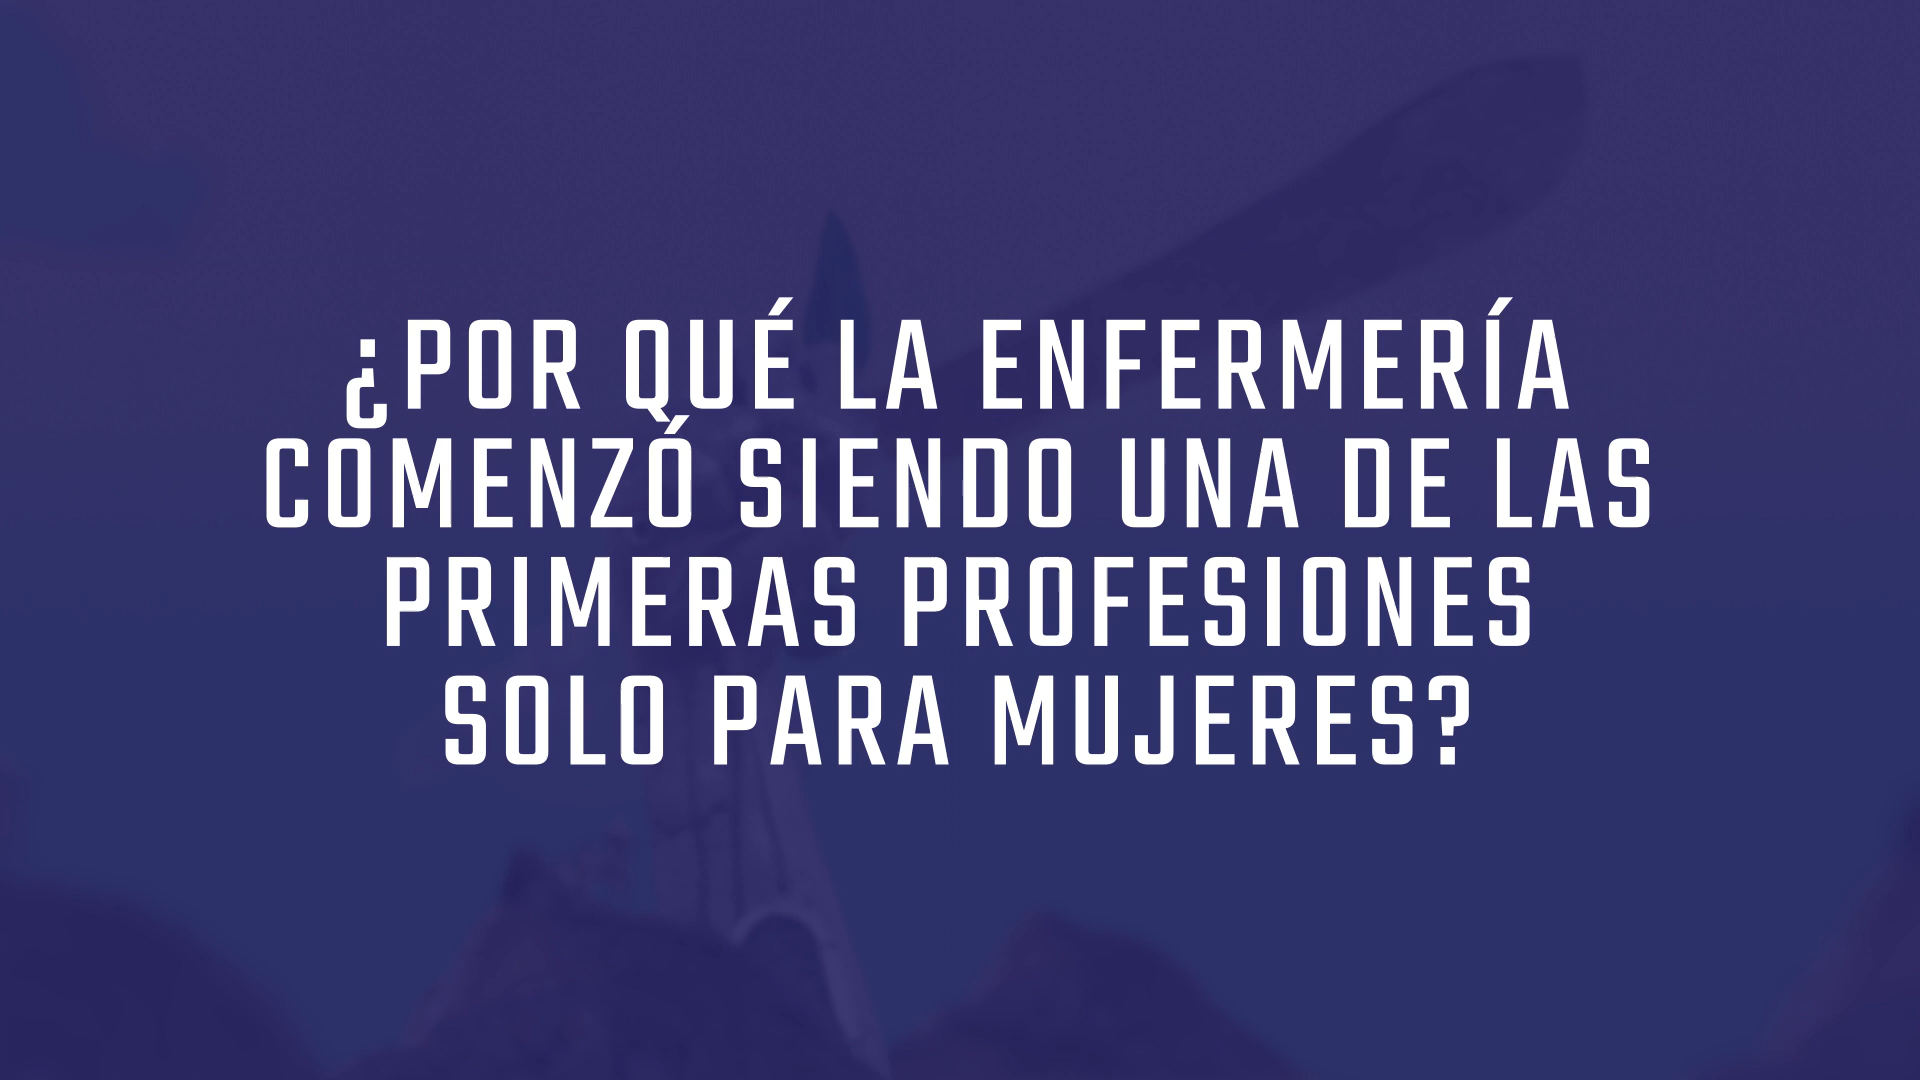 ¿POR QUÉ LA ENFERMERÍA
COMENZÓ SIENDO UNA DE LAS
PRIMERAS PROFESIONES
SOLO PARA MUJERES?